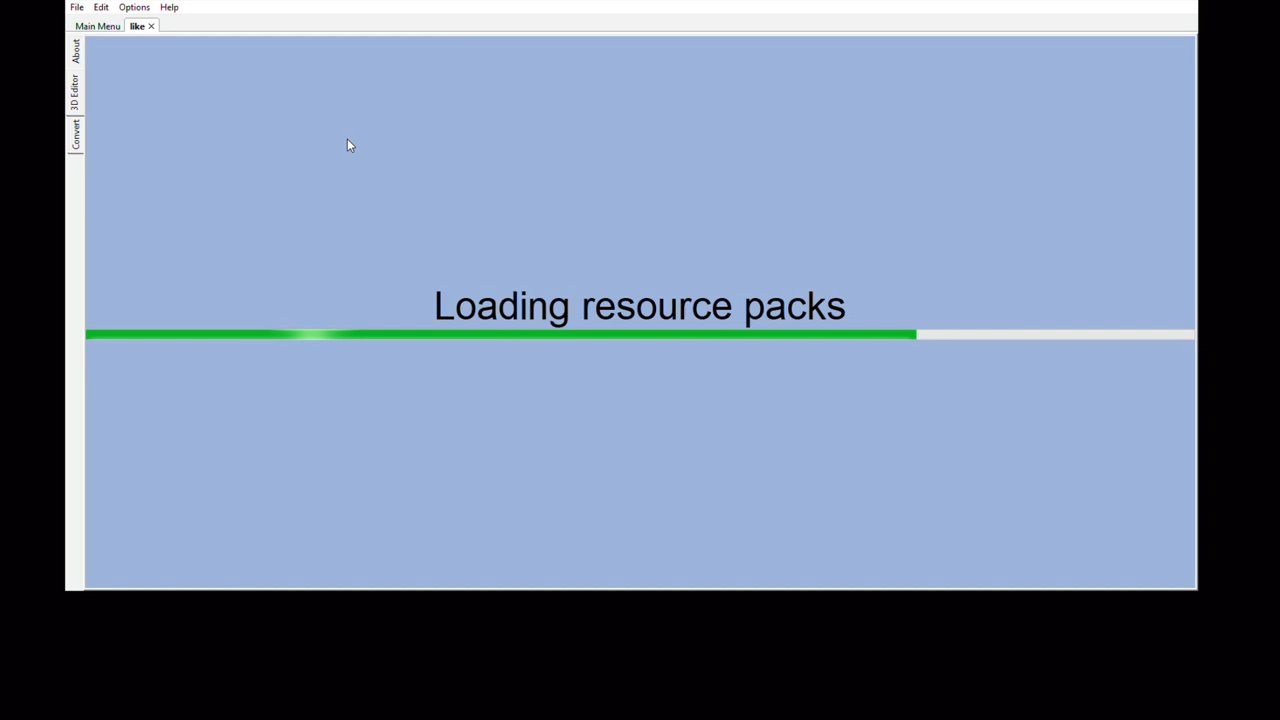 File Edit Options Help
Main Menu like
About
3D Editor
Convert
Loading resource packs